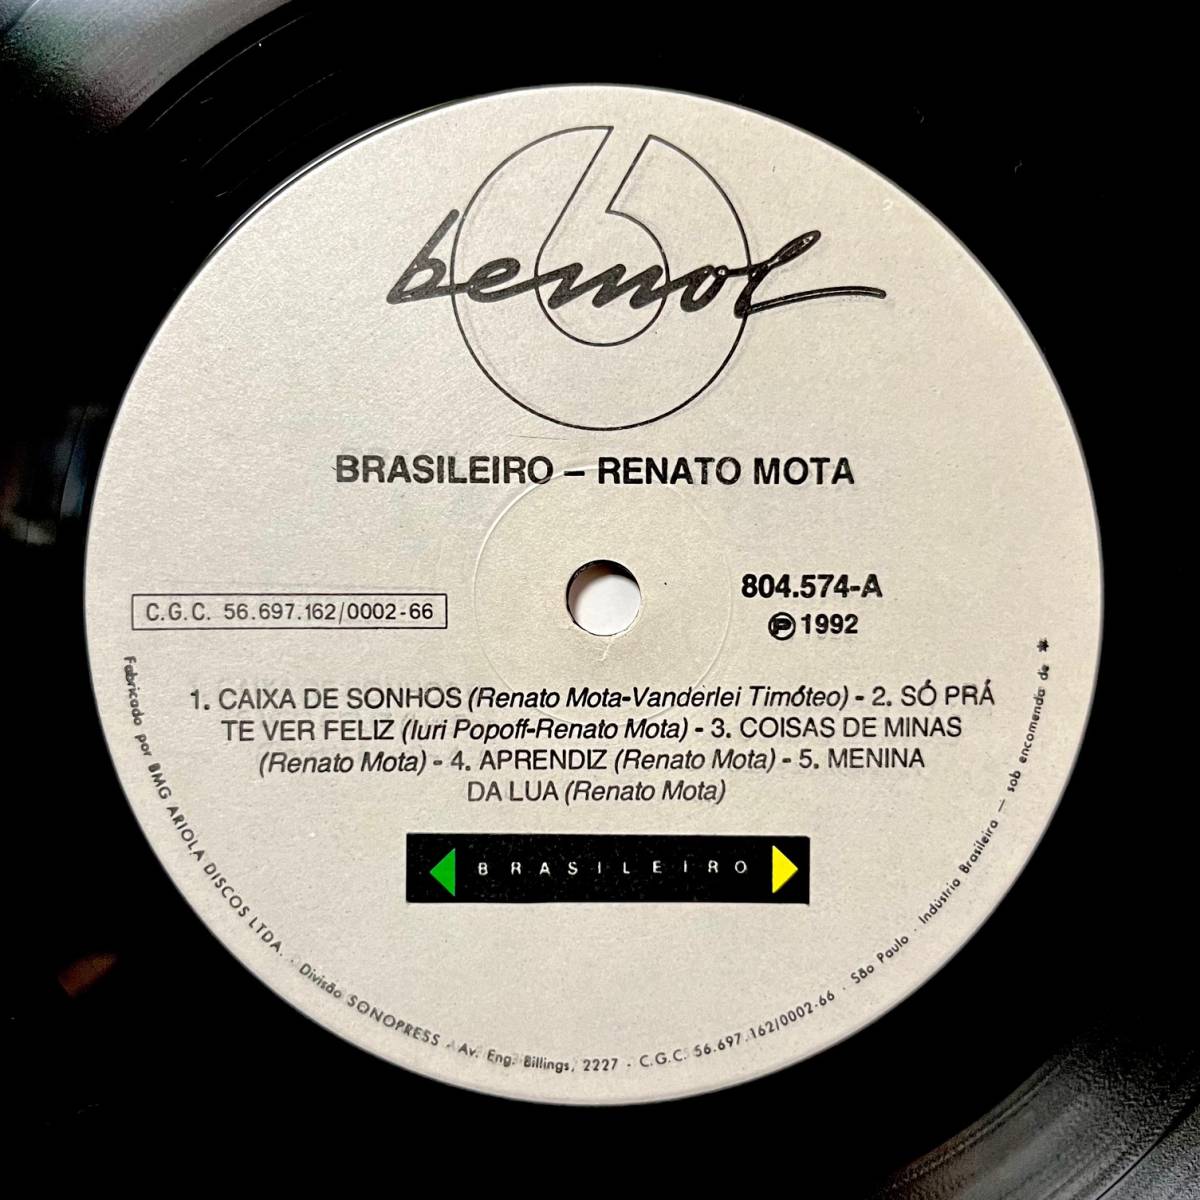 bemol
BRASILEIRO – RENATO MOTA
804.574-A
C.G.C. 56.697.162/0002-66
Ⓟ 1992
1. CAIXA DE SONHOS (Renato Mota-Vanderlei Timóteo) - 2. SÓ PRÁ
TE VER FELIZ (Iuri Popoff-Renato Mota) - 3. COISAS DE MINAS
(Renato Mota) - 4. APRENDIZ (Renato Mota) - 5. MENINA
DA LUA (Renato Mota)
BRASILEIRO
Fabricado por BMG ARIOLA DISCOS LTDA. · Divisão SONOPRESS · Av. Eng. Billings, 2227 · C.G.C. 56.697.162/0002-66 · São Paulo · Indústria Brasileira — sob encomenda de *